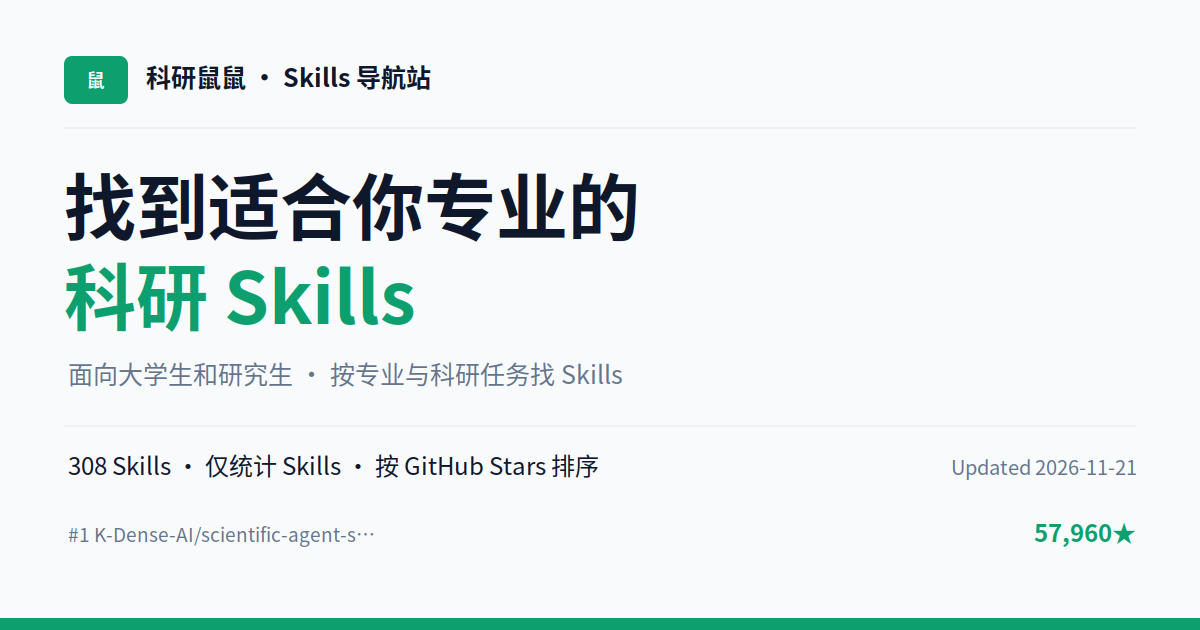 鼠
科研鼠鼠 · Skills 导航站
找到适合你专业的
科研 Skills
面向大学生和研究生 · 按专业与科研任务找 Skills
308 Skills · 仅统计 Skills · 按 GitHub Stars 排序
Updated 2026-11-21
#1 K-Dense-AI/scientific-agent-s…
57,960★